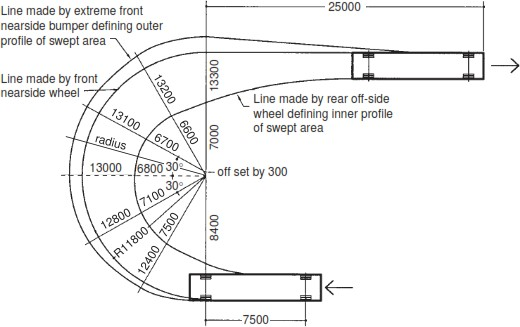 Line made by extreme front
nearside bumper defining outer
profile of swept area
25000
Line made by front
nearside wheel
13200
13300
13100
6600
Line made by rear off-side
wheel defining inner profile
of swept area
6700
7000
radius
13000
6800
30°
off set by 300
30°
7100
12800
7500
R11800
12400
8400
7500